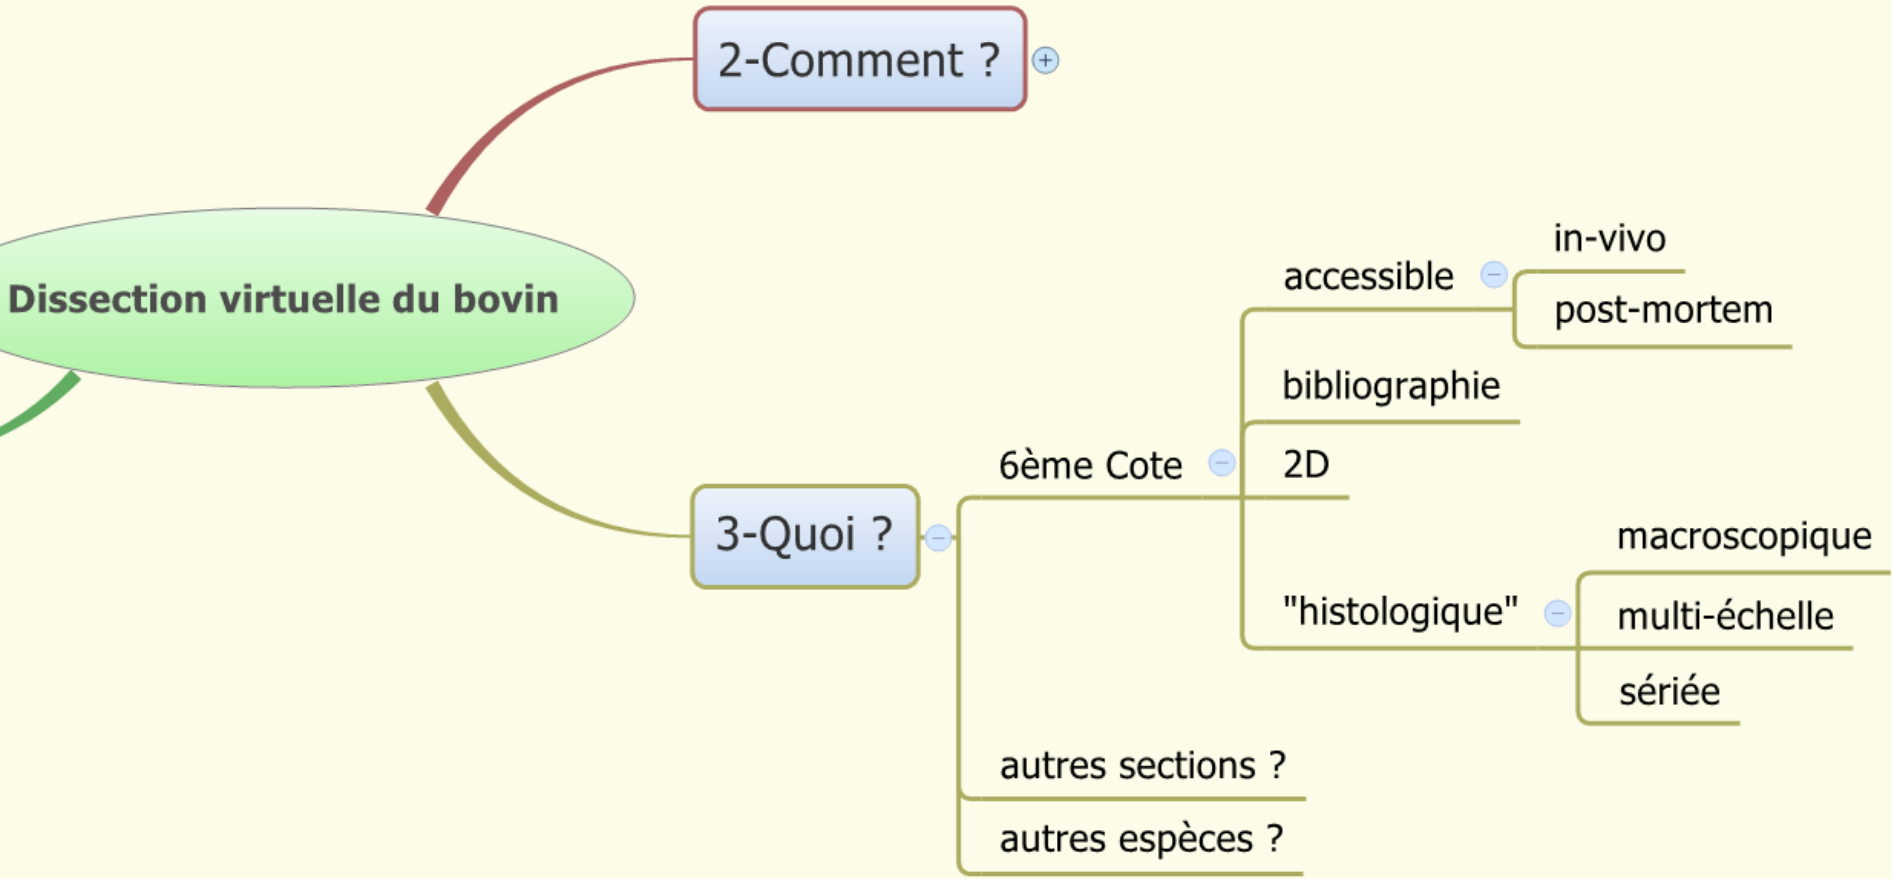 2-Comment ?
Dissection virtuelle du bovin
3-Quoi ?
6ème Cote
accessible
in-vivo
post-mortem
bibliographie
2D
"histologique"
macroscopique
multi-échelle
sériée
autres sections ?
autres espèces ?